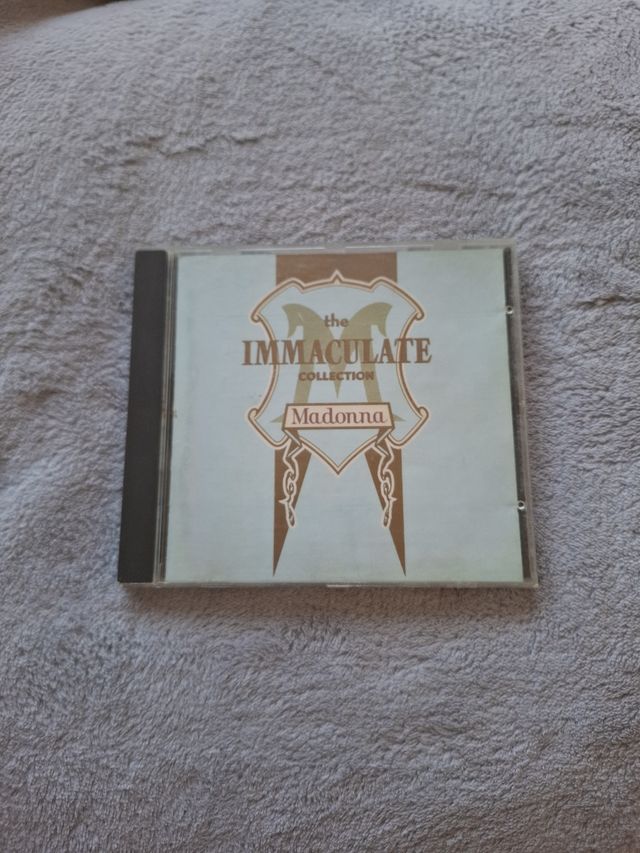 the
IMMACULATE
COLLECTION
Madonna